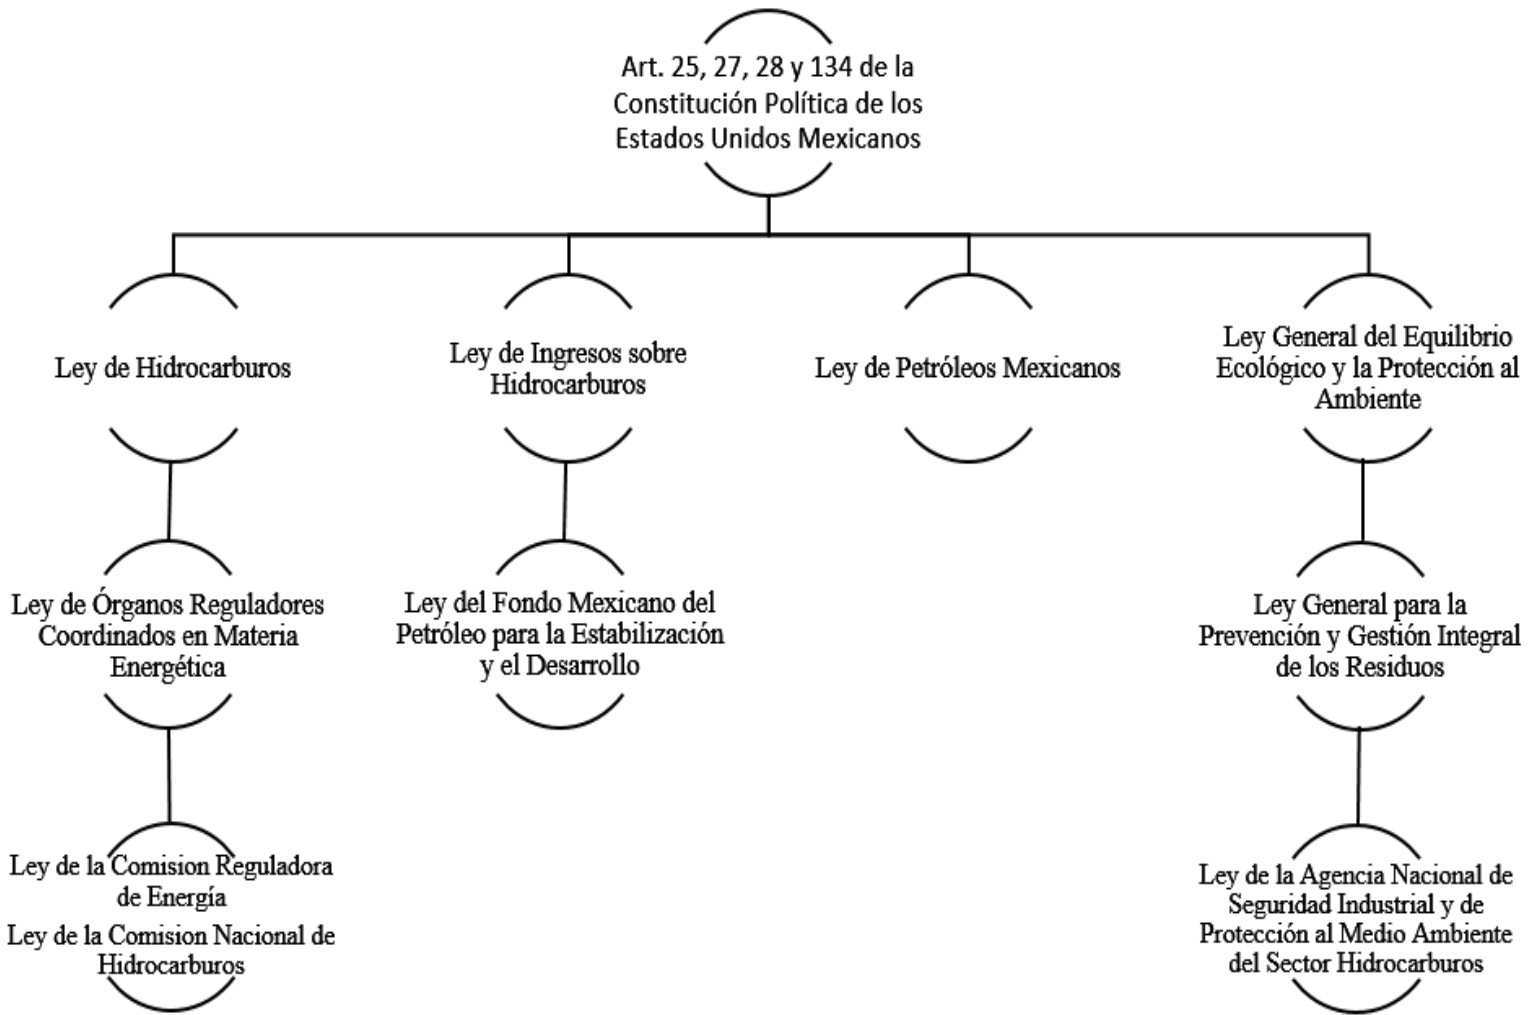 Art. 25, 27, 28 y 134 de la
Constitución Política de los
Estados Unidos Mexicanos
Ley de Hidrocarburos
Ley de Ingresos sobre
Hidrocarburos
Ley de Petróleos Mexicanos
Ley General del Equilibrio
Ecológico y la Protección al
Ambiente
Ley de Órganos Reguladores
Coordinados en Materia
Energética
Ley del Fondo Mexicano del
Petróleo para la Estabilización
y el Desarrollo
Ley General para la
Prevención y Gestión Integral
de los Residuos
Ley de la Comision Reguladora
de Energía
Ley de la Comision Nacional de
Hidrocarburos
Ley de la Agencia Nacional de
Seguridad Industrial y de
Protección al Medio Ambiente
del Sector Hidrocarburos